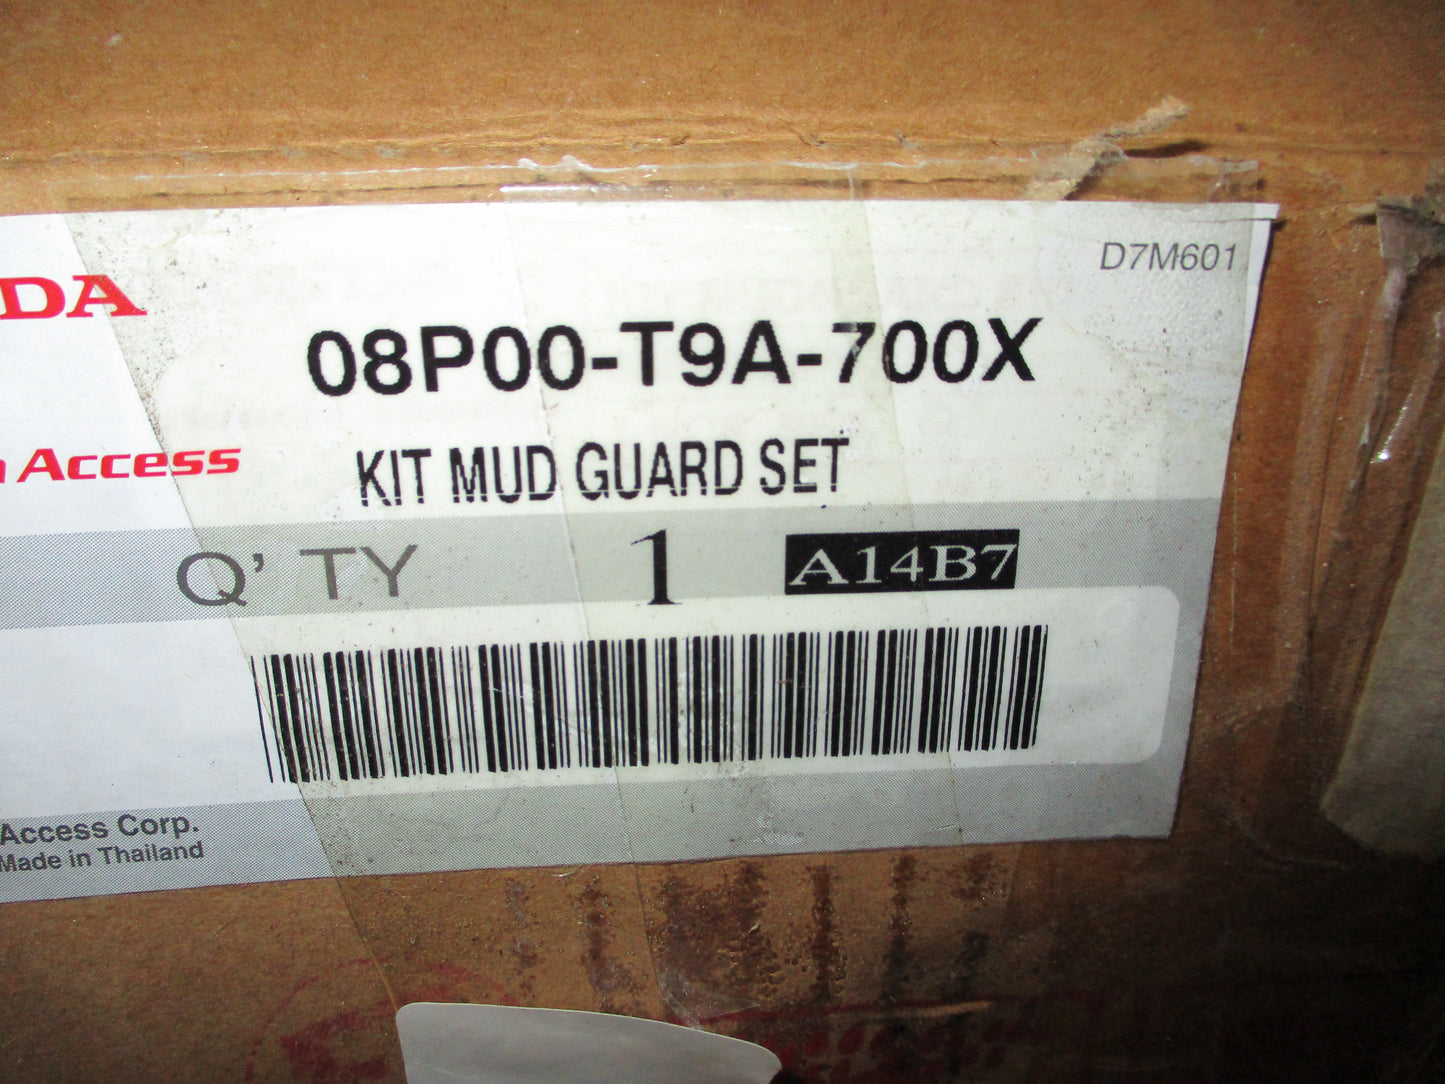 D7M601
DA
08P00-T9A-700X
n Access
KIT MUD GUARD SET
Q' TY 1 A14B7
Access Corp.
Made in Thailand